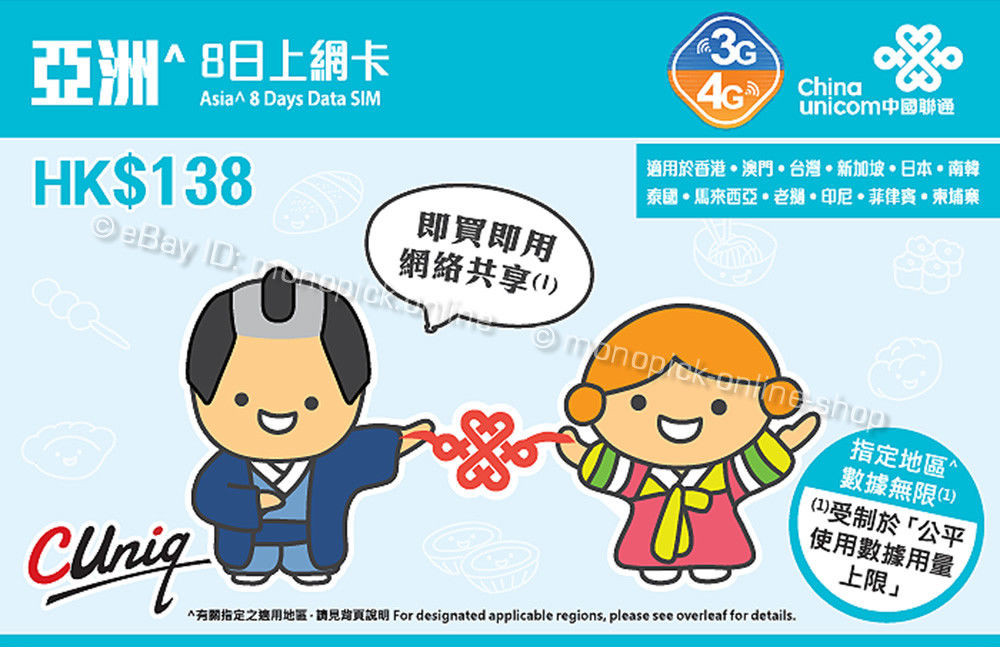 亞洲^ 8日上網卡
Asia^ 8 Days Data SIM
3G
4G
China
unicom中國聯通
HK$138
適用於香港・澳門・台灣・新加坡・日本・南韓
泰國・馬來西亞・老撾・印尼・菲律賓・柬埔寨
即買即用
網絡共享(1)
© eBay ID: monopick-online
© monopick-online-shop
指定地區^
數據無限(1)
(1)受制於「公平
使用數據用量
上限」
CUniq
^有關指定之適用地區，請見背頁說明 For designated applicable regions, please see overleaf for details.